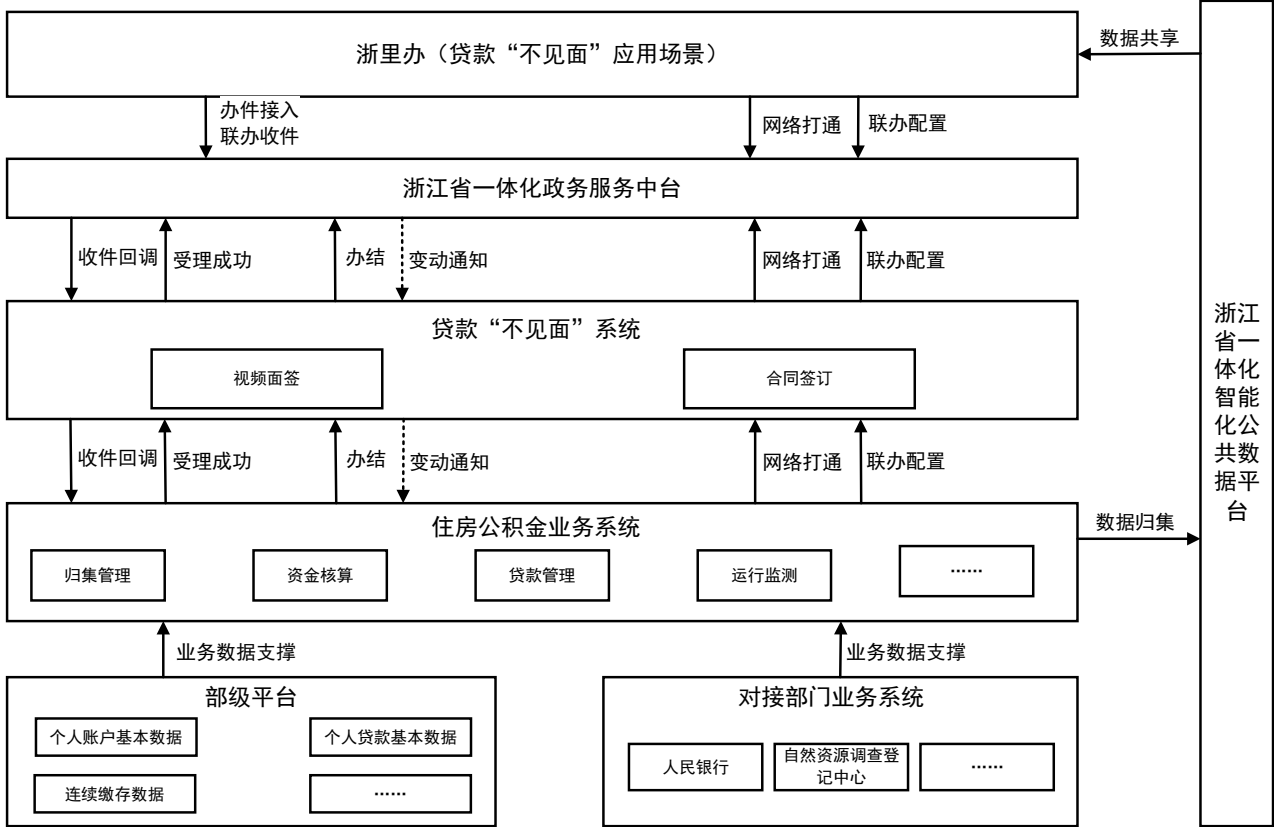 浙里办（贷款“不见面”应用场景）
数据共享
办件接入
联办收件
网络打通
联办配置
浙江省一体化政务服务中台
收件回调
受理成功
办结
变动通知
网络打通
联办配置
贷款“不见面”系统
视频面签
合同签订
收件回调
受理成功
办结
变动通知
网络打通
联办配置
住房公积金业务系统
归集管理
资金核算
贷款管理
运行监测
……
数据归集
业务数据支撑
业务数据支撑
部级平台
个人账户基本数据
个人贷款基本数据
连续缴存数据
……
对接部门业务系统
人民银行
自然资源调查登
记中心
……
浙江
省一
体化
智能
化公
共数
据平
台